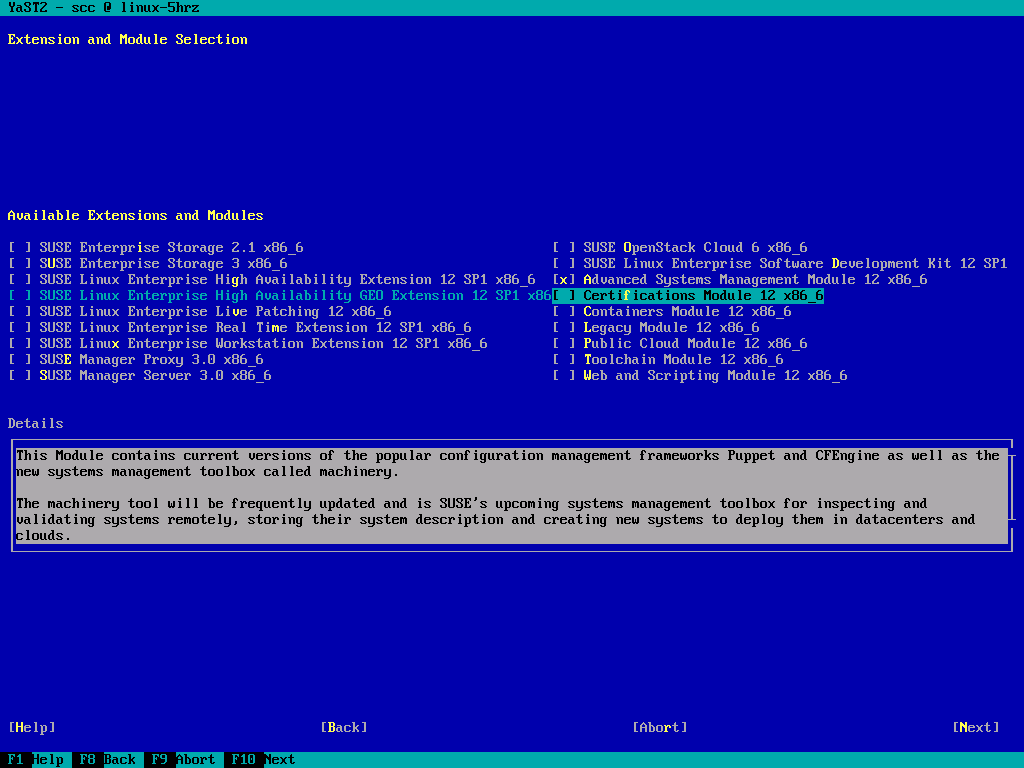 YaST2 - scc @ linux-5hrz
Extension and Module Selection
Available Extensions and Modules
[ ] SUSE Enterprise Storage 2.1 x86_6
[ ] SUSE Enterprise Storage 3 x86_6
[ ] SUSE Linux Enterprise High Availability Extension 12 SP1 x86_6
[ ] SUSE Linux Enterprise High Availability GEO Extension 12 SP1 x86
[ ] SUSE Linux Enterprise Live Patching 12 x86_6
[ ] SUSE Linux Enterprise Real Time Extension 12 SP1 x86_6
[ ] SUSE Linux Enterprise Workstation Extension 12 SP1 x86_6
[ ] SUSE Manager Proxy 3.0 x86_6
[ ] SUSE Manager Server 3.0 x86_6
[ ] SUSE OpenStack Cloud 6 x86_6
[ ] SUSE Linux Enterprise Software Development Kit 12 SP1
[x] Advanced Systems Management Module 12 x86_6
[ ] Certifications Module 12 x86_6
[ ] Containers Module 12 x86_6
[ ] Legacy Module 12 x86_6
[ ] Public Cloud Module 12 x86_6
[ ] Toolchain Module 12 x86_6
[ ] Web and Scripting Module 12 x86_6
Details
This Module contains current versions of the popular configuration management frameworks Puppet and CFEngine as well as the
new systems management toolbox called machinery.
The machinery tool will be frequently updated and is SUSE's upcoming systems management toolbox for inspecting and
validating systems remotely, storing their system description and creating new systems to deploy them in datacenters and
clouds.
[Help] [Back] [Abort] [Next]
F1 Help F8 Back F9 Abort F10 Next